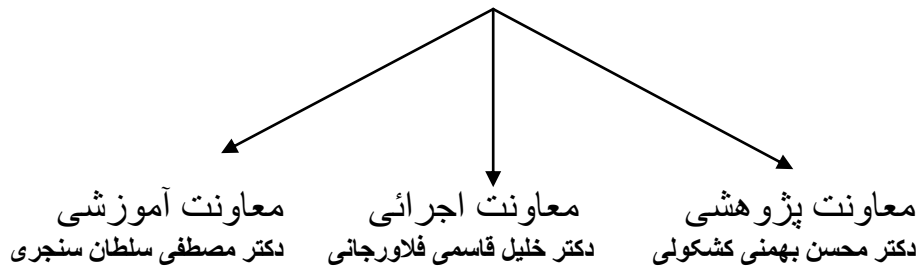 معاونت پژوهشی معاونت اجرائی معاونت آموزشی
دکتر محسن بهمنی کشکولی دکتر خلیل قاسمی فلاورجانی دکتر مصطفی سلطان سنجری